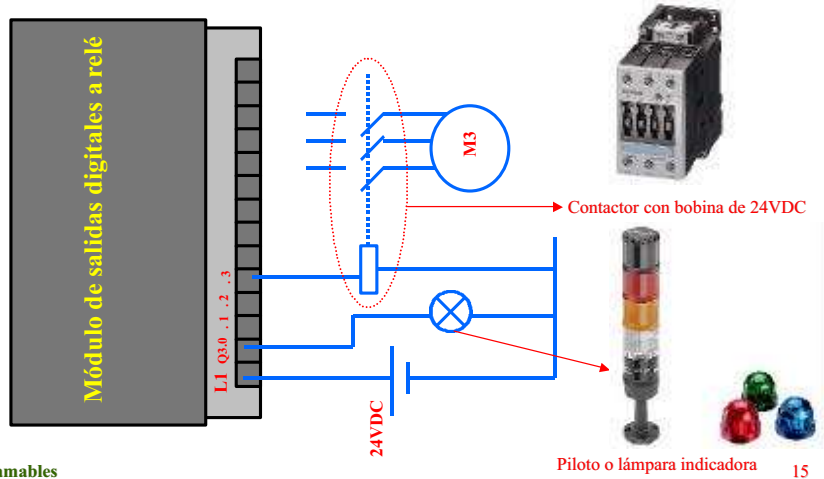 Módulo de salidas digitales a relé
L1 Q3.0 .1 .2 .3
M3
24VDC
Contactor con bobina de 24VDC
Piloto o lámpara indicadora
amables
15